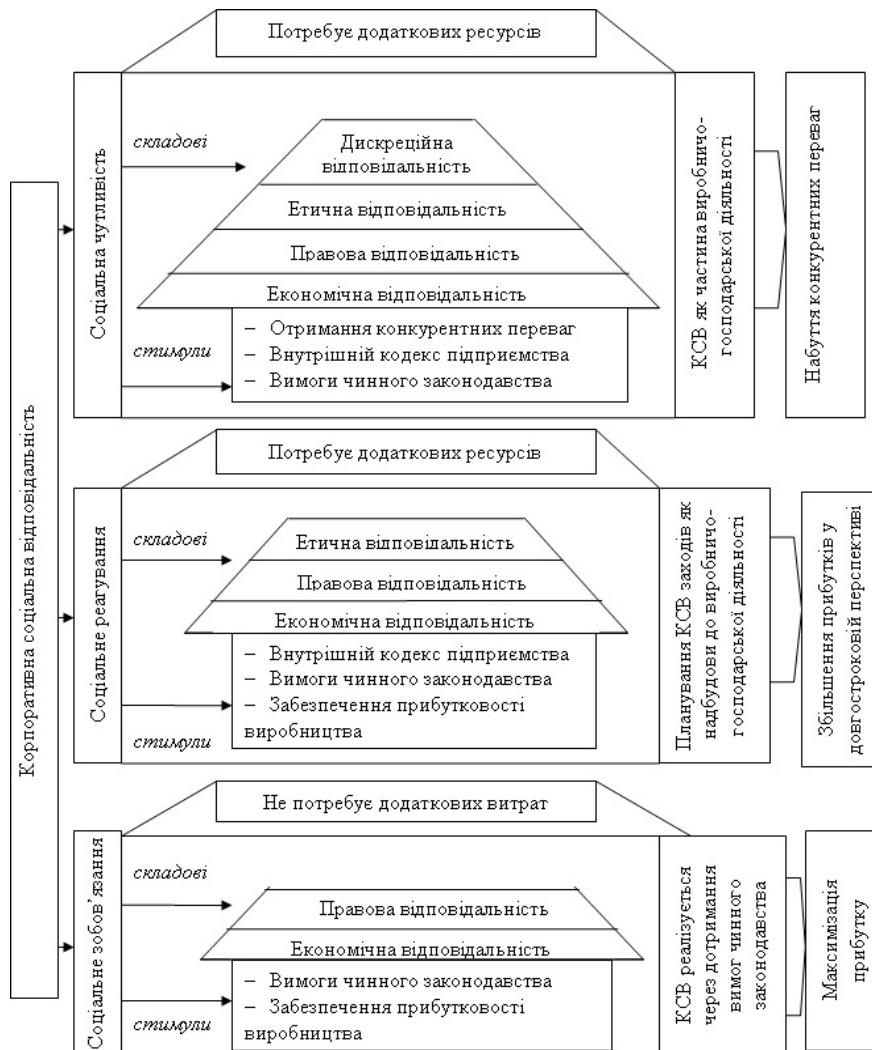 Корпоративна соціальна відповідальність
Потребує додаткових ресурсів
Соціальна чутливість
складові
Дискреційна
відповідальність
Етична відповідальність
Правова відповідальність
Економічна відповідальність
стимули
– Отримання конкурентних переваг
– Внутрішній кодекс підприємства
– Вимоги чинного законодавства
КСВ як частина виробничо-
господарської діяльності
Набуття конкурентних переваг
Потребує додаткових ресурсів
Соціальне реагування
складові
Етична відповідальність
Правова відповідальність
Економічна відповідальність
– Внутрішній кодекс підприємства
– Вимоги чинного законодавства
– Забезпечення прибутковості
виробництва
стимули
Планування КСВ заходів як
надбудови до виробничо-
господарської діяльності
Збільшення прибутків у
довгостроковій перспективі
Не потребує додаткових витрат
Соціальне зобов’язання
складові
Правова відповідальність
Економічна відповідальність
– Вимоги чинного законодавства
– Забезпечення прибутковості
виробництва
стимули
КСВ реалізується
через дотримання
вимог чинного
законодавства
Максимізація
прибутку